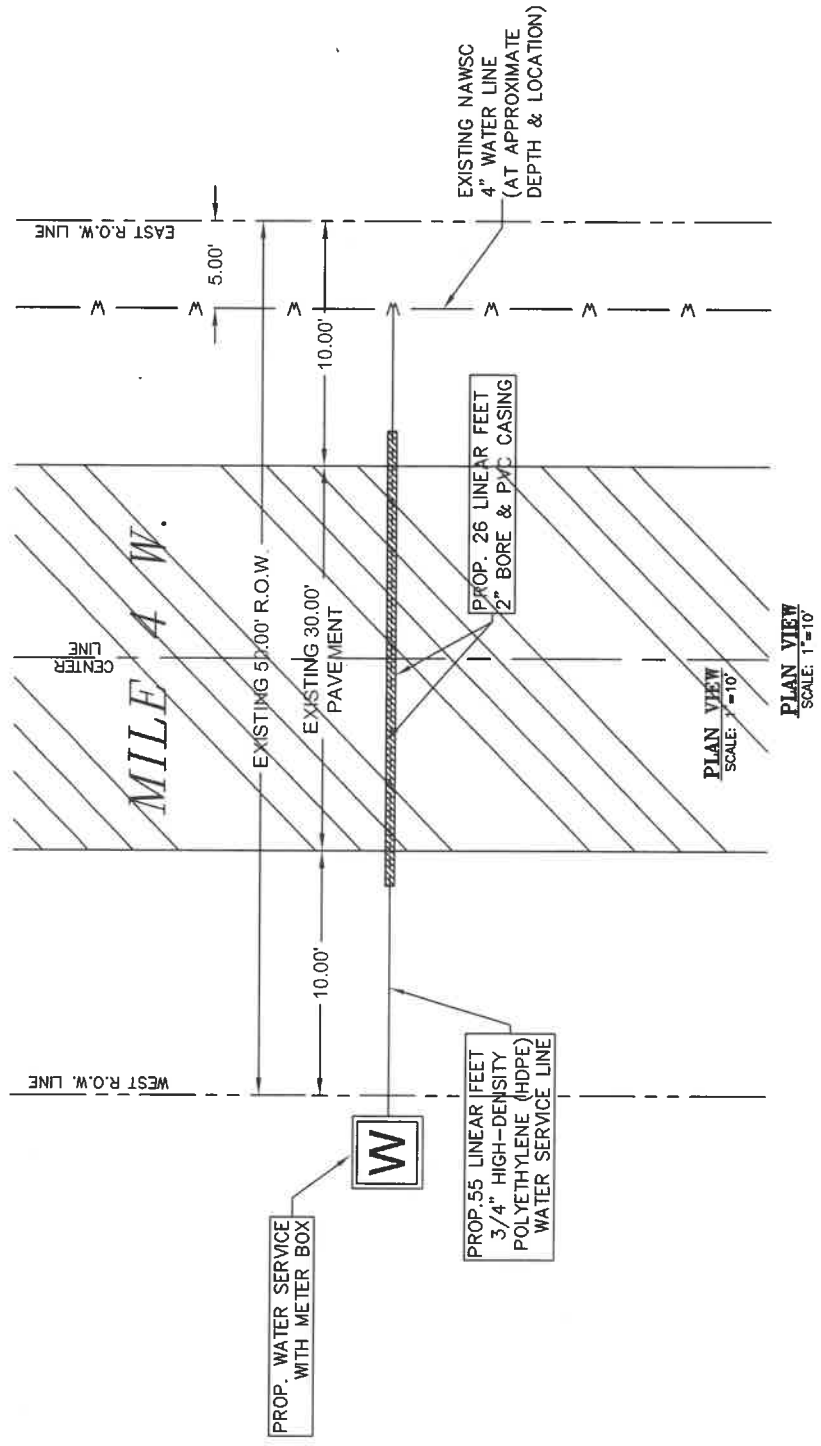 PROP. WATER SERVICE
WITH METER BOX
W
PROP.55 LINEAR FEET
3/4" HIGH-DENSITY
POLYETHYLENE (HDPE)
WATER SERVICE LINE
WEST R.O.W. LINE
10.00'
MILE 4 W.
CENTER
LINE
EXISTING 50.00' R.O.W.
EXISTING 30.00'
PAVEMENT
PROP. 26 LINEAR FEET
2" BORE & PVC CASING
10.00'
5.00'
EAST R.O.W. LINE
W
W
W
W
W
W
W
EXISTING NAWSC
4" WATER LINE
(AT APPROXIMATE
DEPTH & LOCATION)
PLAN VIEW
SCALE: 1"=10'
PLAN VIEW
SCALE: 1"=10'